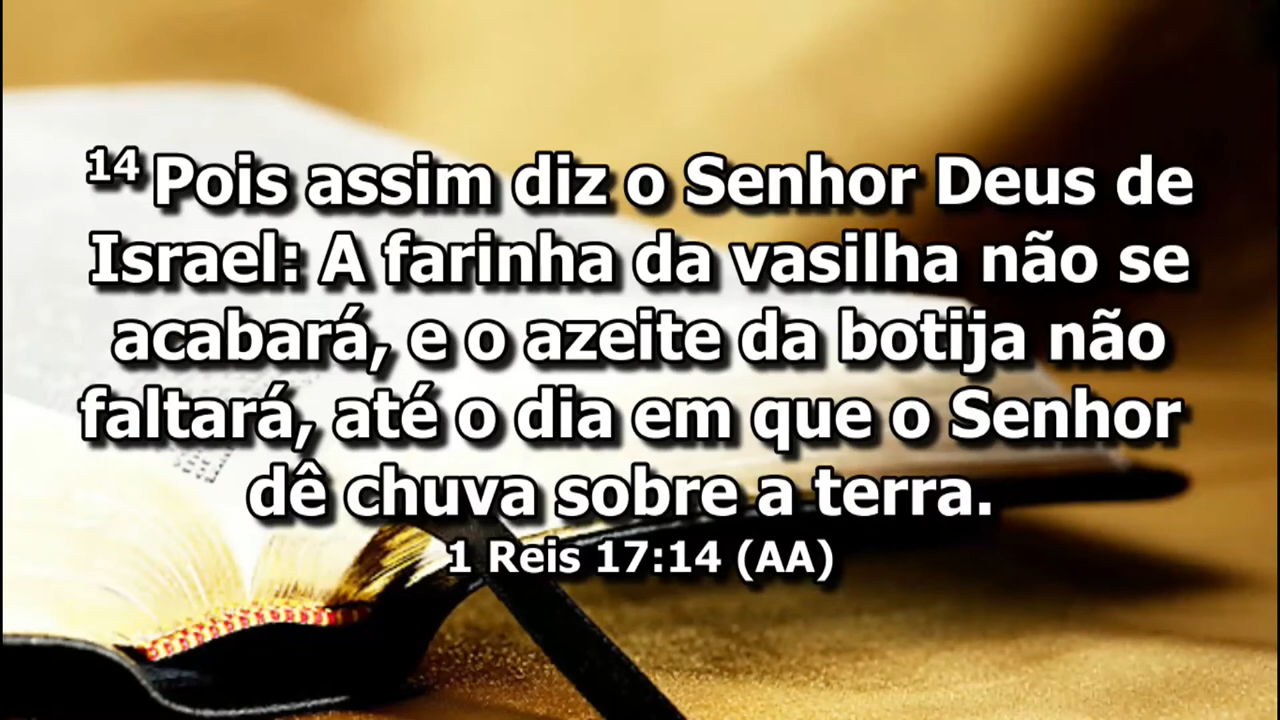 14 Pois assim diz o Senhor Deus de
Israel: A farinha da vasilha não se
acabará, e o azeite da botija não
faltará, até o dia em que o Senhor
dê chuva sobre a terra.
1 Reis 17:14 (AA)